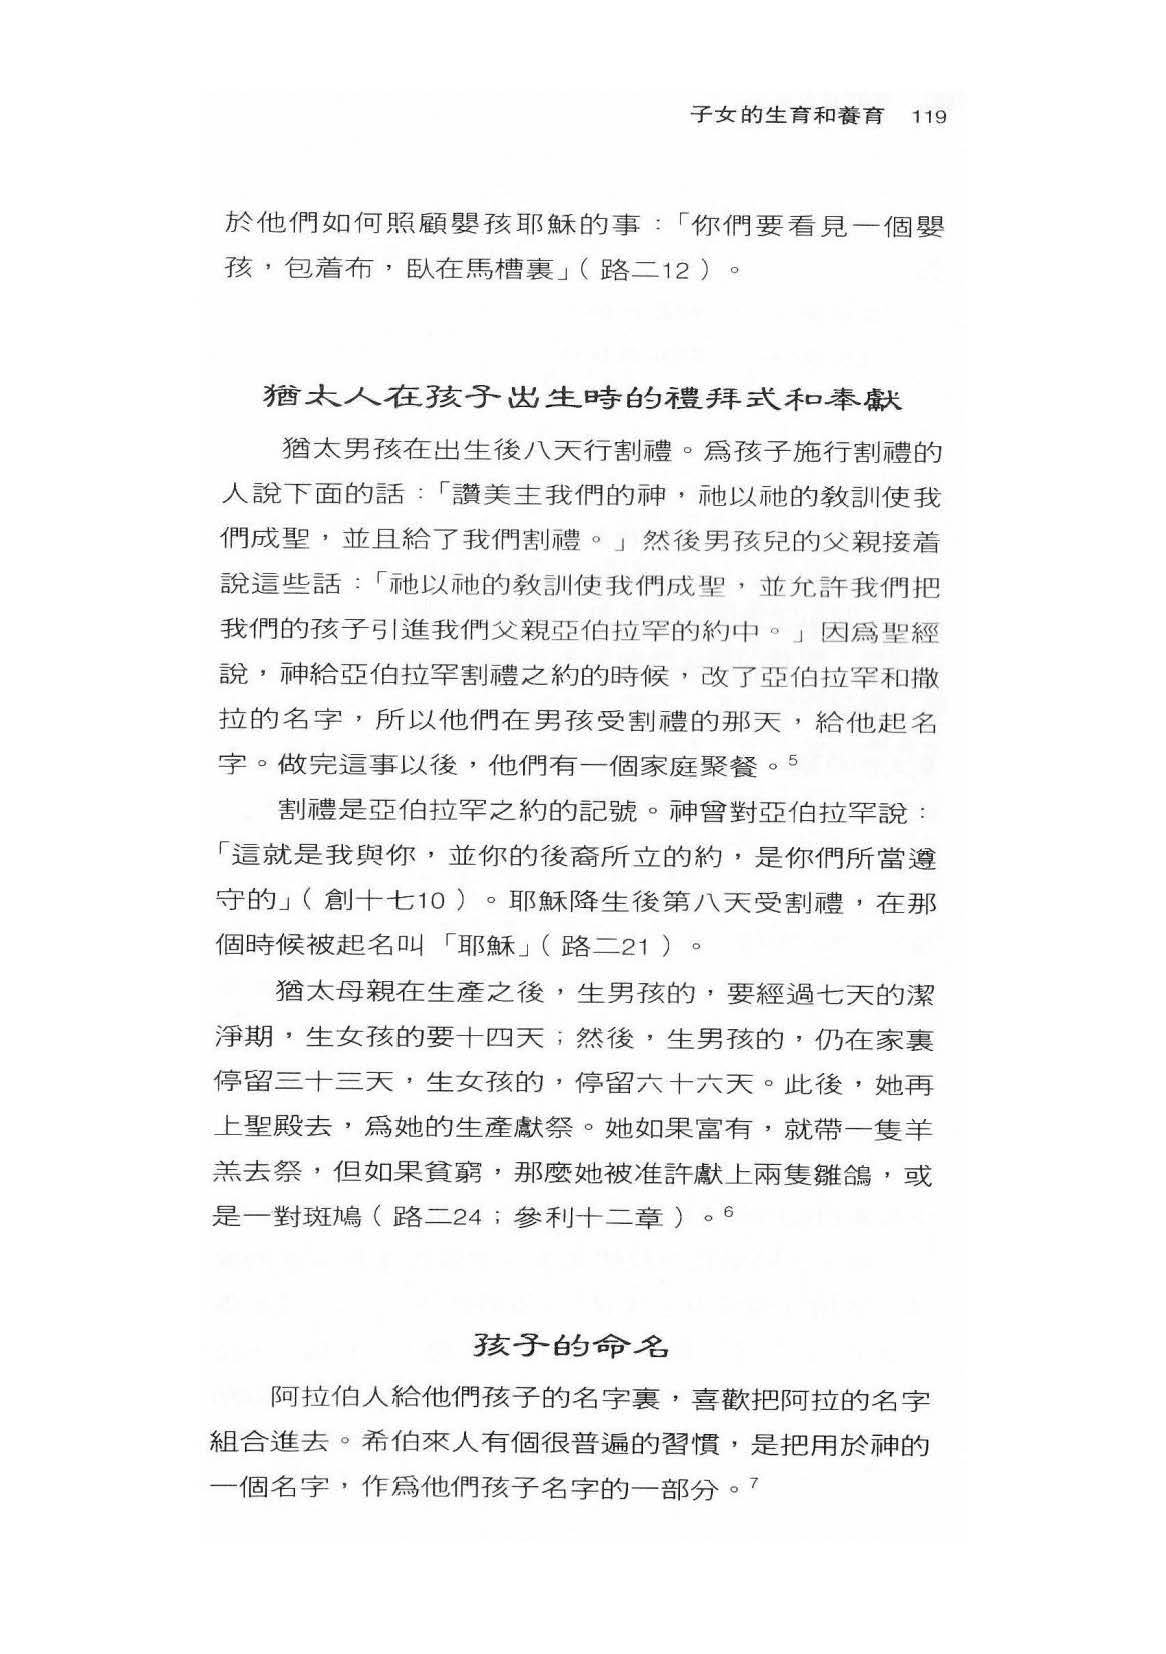 子女的生育和養育 119
於他們如何照顧嬰孩耶穌的事：「你們要看見一個嬰
孩，包着布，臥在馬槽裏」（路二12）。
猶太人在孩子出生時的禮拜式和奉獻
猶太男孩在出生後八天行割禮。爲孩子施行割禮的
人說下面的話：「讚美主我們的神，祂以祂的教訓使我
們成聖，並且給了我們割禮。」然後男孩兒的父親接着
說這些話：「祂以祂的教訓使我們成聖，並允許我們把
我們的孩子引進我們父親亞伯拉罕的約中。」因爲聖經
說，神給亞伯拉罕割禮之約的時候，改了亞伯拉罕和撒
拉的名字，所以他們在男孩受割禮的那天，給他起名
字。做完這事以後，他們有一個家庭聚餐。5
割禮是亞伯拉罕之約的記號。神曾對亞伯拉罕說：
「這就是我與你，並你的後裔所立的約，是你們所當遵
守的」（創十七10）。耶穌降生後第八天受割禮，在那
個時候被起名叫「耶穌」（路二21）。
猶太母親在生產之後，生男孩的，要經過七天的潔
淨期，生女孩的要十四天；然後，生男孩的，仍在家裏
停留三十三天，生女孩的，停留六十六天。此後，她再
上聖殿去，爲她的生產獻祭。她如果富有，就帶一隻羊
羔去祭，但如果貧窮，那麼她被准許獻上兩隻雛鴿，或
是一對斑鳩（路二24；參利十二章）。6
孩子的命名
阿拉伯人給他們孩子的名字裏，喜歡把阿拉的名字
組合進去。希伯來人有個很普遍的習慣，是把用於神的
一個名字，作爲他們孩子名字的一部分。7